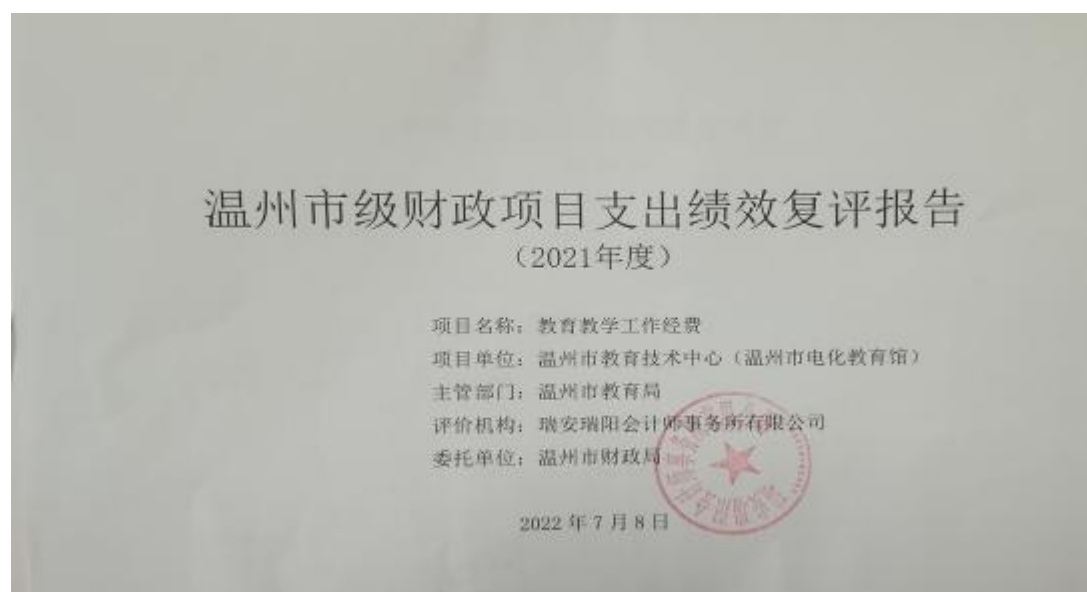 温州市级财政项目支出绩效复评报告
（2021年度）
项目名称：教育教学工作经费
项目单位：温州市教育技术中心（温州市电化教育馆）
主管部门：温州市教育局
评价机构：瑞安瑞阳会计师事务所有限公司
委托单位：温州市财政局
2022年7月8日